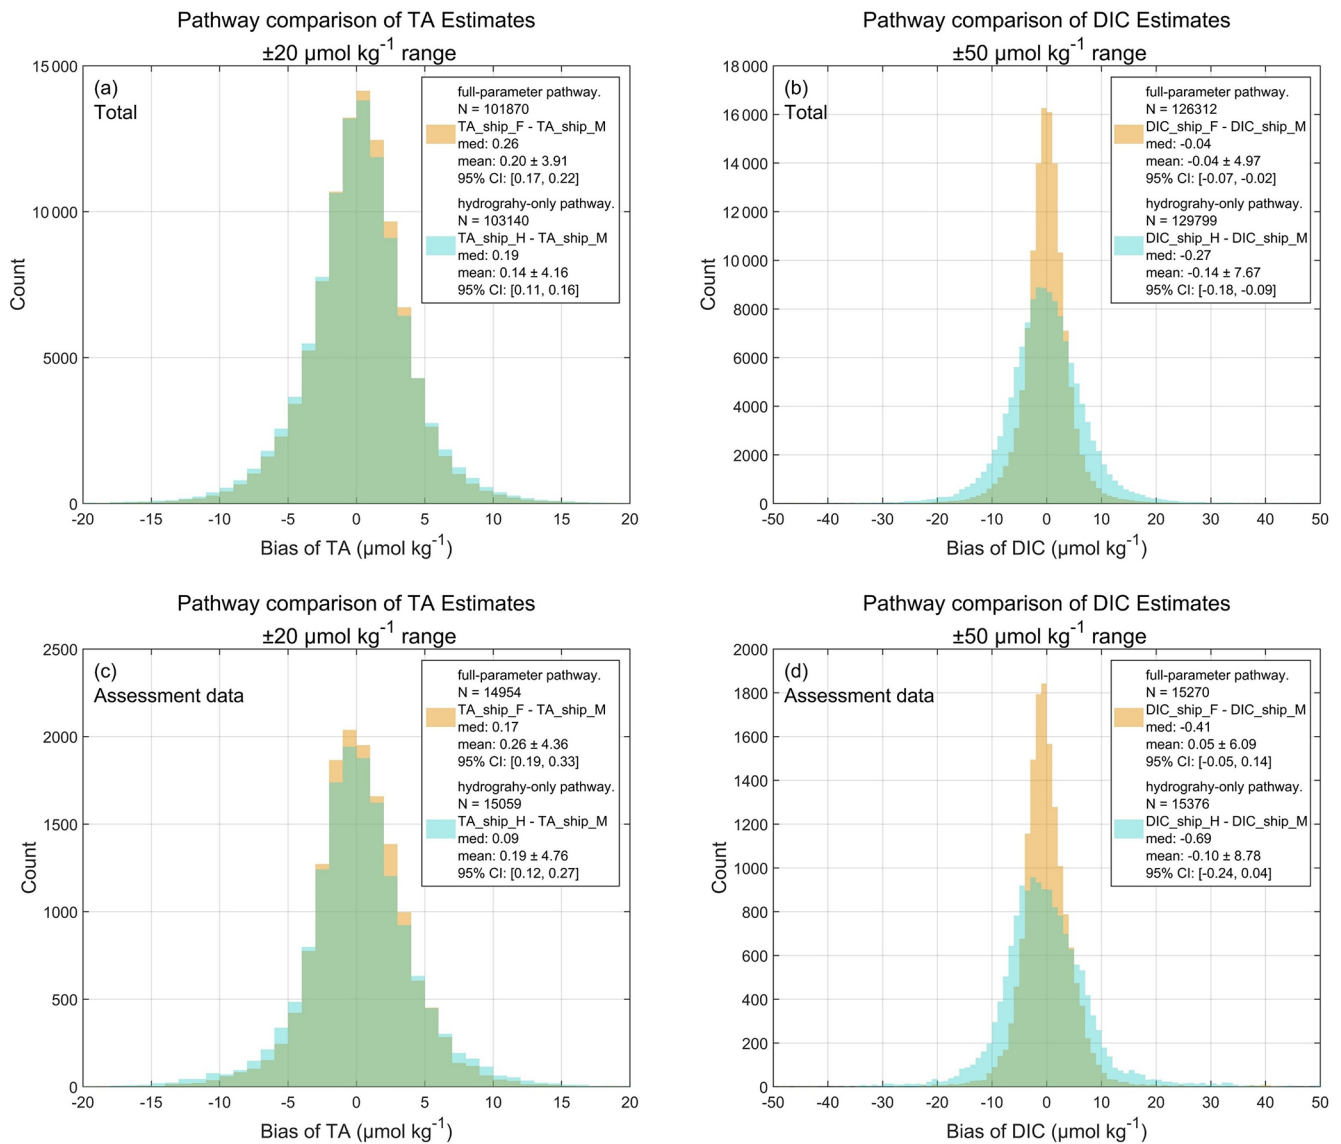 Pathway comparison of TA Estimates
±20 µmol kg-1 range
(a)
Total
15000
10000
5000
0
Count
full-parameter pathway.
N = 101870
TA_ship_F - TA_ship_M
med: 0.26
mean: 0.20 ± 3.91
95% CI: [0.17, 0.22]
hydrograhy-only pathway.
N = 103140
TA_ship_H - TA_ship_M
med: 0.19
mean: 0.14 ± 4.16
95% CI: [0.11, 0.16]
-20 -15 -10 -5 0 5 10 15 20
Bias of TA (µmol kg-1)
Pathway comparison of DIC Estimates
±50 µmol kg-1 range
(b)
Total
18000
16000
14000
12000
10000
8000
6000
4000
2000
0
Count
full-parameter pathway.
N = 126312
DIC_ship_F - DIC_ship_M
med: -0.04
mean: -0.04 ± 4.97
95% CI: [-0.07, -0.02]
hydrograhy-only pathway.
N = 129799
DIC_ship_H - DIC_ship_M
med: -0.27
mean: -0.14 ± 7.67
95% CI: [-0.18, -0.09]
-50 -40 -30 -20 -10 0 10 20 30 40 50
Bias of DIC (µmol kg-1)
Pathway comparison of TA Estimates
±20 µmol kg-1 range
(c)
Assessment data
2500
2000
1500
1000
500
0
Count
full-parameter pathway.
N = 14954
TA_ship_F - TA_ship_M
med: 0.17
mean: 0.26 ± 4.36
95% CI: [0.19, 0.33]
hydrograhy-only pathway.
N = 15059
TA_ship_H - TA_ship_M
med: 0.09
mean: 0.19 ± 4.76
95% CI: [0.12, 0.27]
-20 -15 -10 -5 0 5 10 15 20
Bias of TA (µmol kg-1)
Pathway comparison of DIC Estimates
±50 µmol kg-1 range
(d)
Assessment data
2000
1800
1600
1400
1200
1000
800
600
400
200
0
Count
full-parameter pathway.
N = 15270
DIC_ship_F - DIC_ship_M
med: -0.41
mean: 0.05 ± 6.09
95% CI: [-0.05, 0.14]
hydrograhy-only pathway.
N = 15376
DIC_ship_H - DIC_ship_M
med: -0.69
mean: -0.10 ± 8.78
95% CI: [-0.24, 0.04]
-50 -40 -30 -20 -10 0 10 20 30 40 50
Bias of DIC (µmol kg-1)